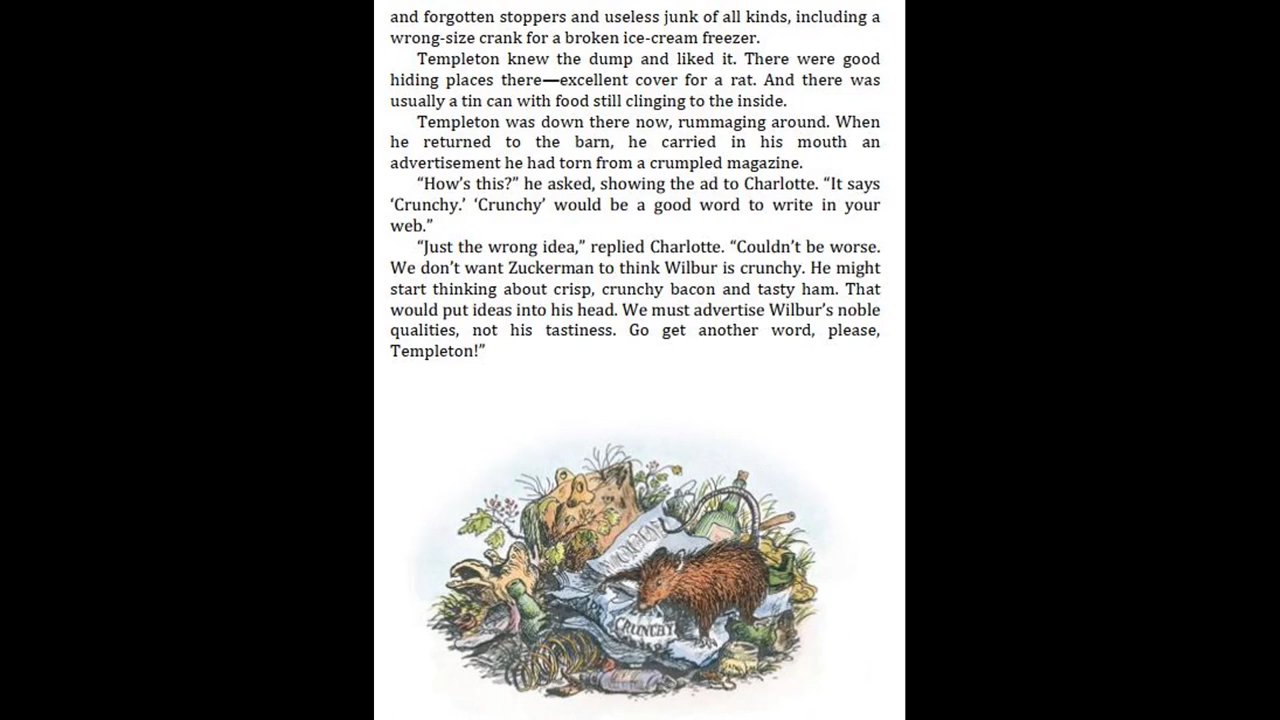 and forgotten stoppers and useless junk of all kinds, including a
wrong-size crank for a broken ice-cream freezer.
Templeton knew the dump and liked it. There were good
hiding places there—excellent cover for a rat. And there was
usually a tin can with food still clinging to the inside.
Templeton was down there now, rummaging around. When
he returned to the barn, he carried in his mouth an
advertisement he had torn from a crumpled magazine.
“How’s this?” he asked, showing the ad to Charlotte. “It says
‘Crunchy.’ ‘Crunchy’ would be a good word to write in your
web.”
“Just the wrong idea,” replied Charlotte. “Couldn’t be worse.
We don’t want Zuckerman to think Wilbur is crunchy. He might
start thinking about crisp, crunchy bacon and tasty ham. That
would put ideas into his head. We must advertise Wilbur’s noble
qualities, not his tastiness. Go get another word, please,
Templeton!”
CRUNCHY